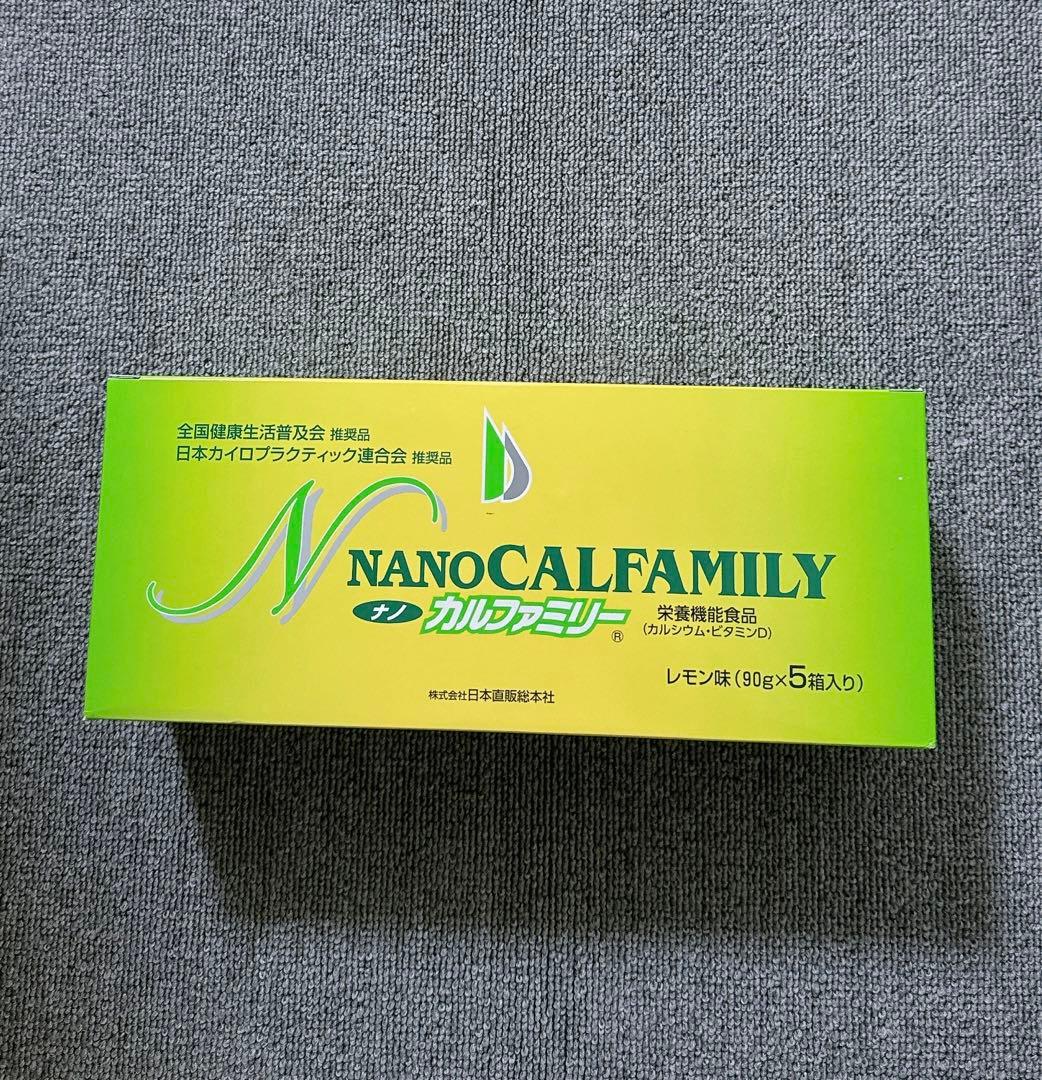 全国健康生活普及会 推奨品
日本カイロプラクティック連合会 推奨品
N
NANOCALFAMILY
ナノ カルファミリー®
栄養機能食品
(カルシウム・ビタミンD)
レモン味(90g×5箱入り)
株式会社日本直販総本社